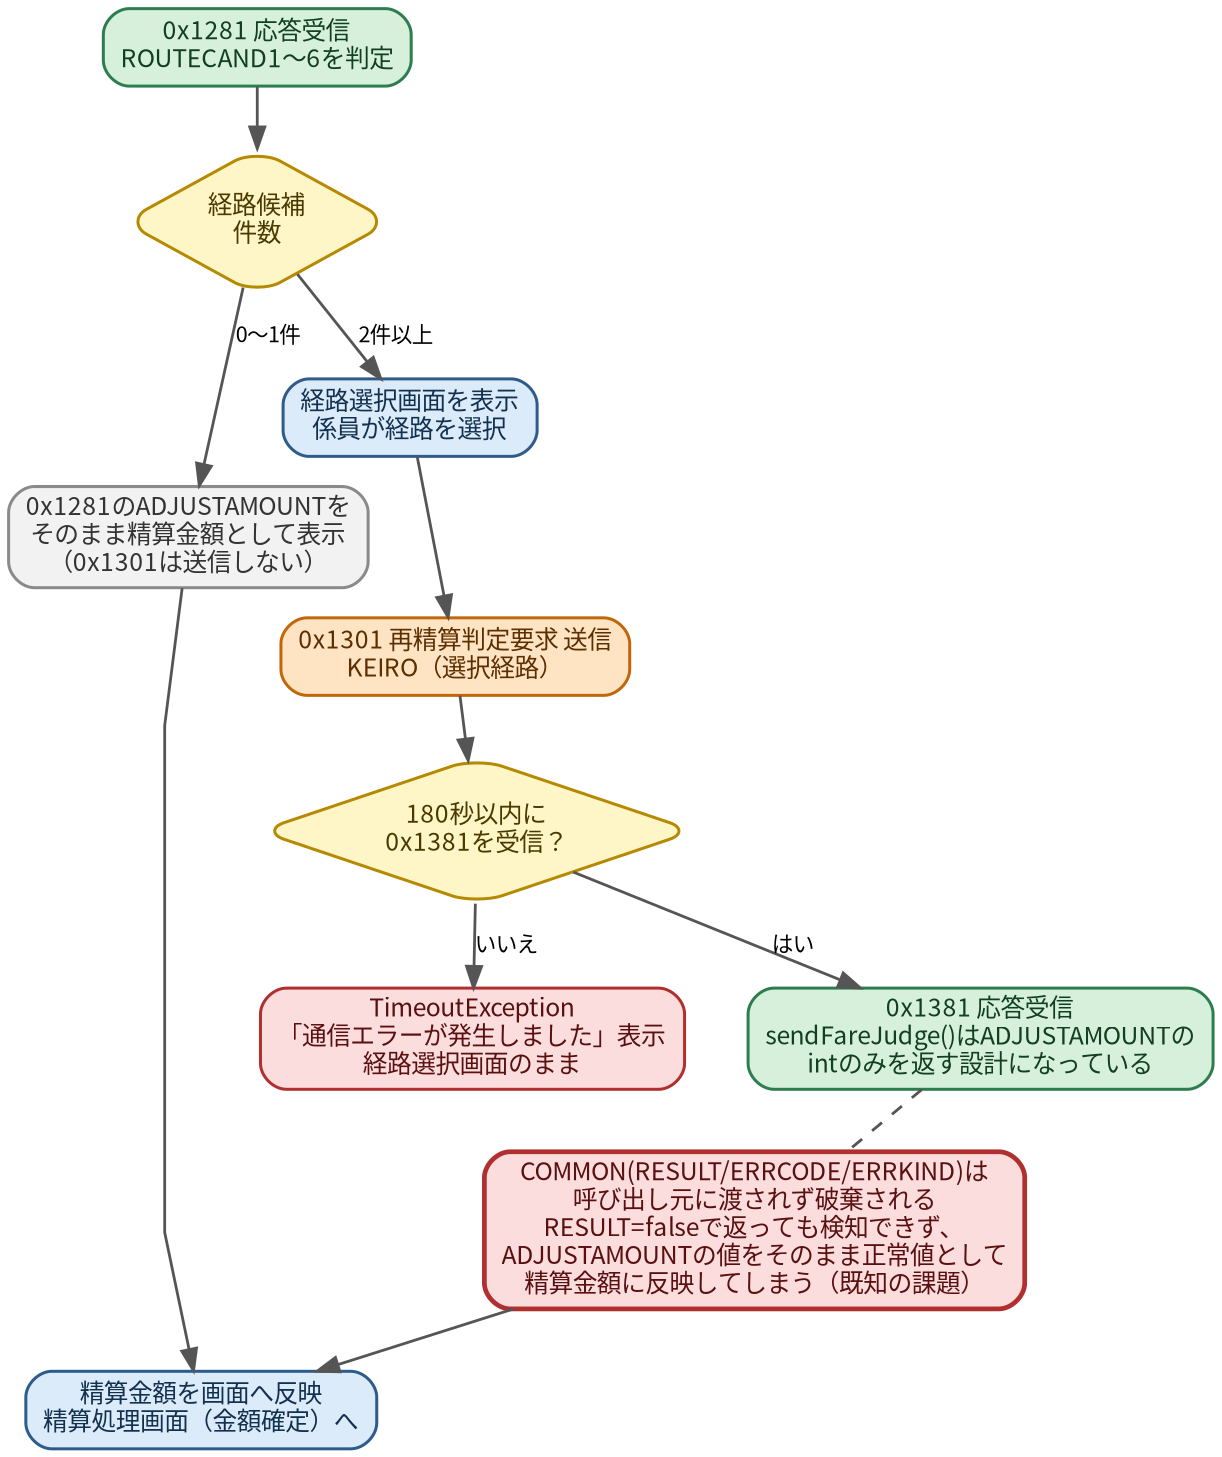 0x1281 応答受信
ROUTECAND1～6を判定
経路候補
件数
0～1件
2件以上
経路選択画面を表示
係員が経路を選択
0x1281のADJUSTAMOUNTを
そのまま精算金額として表示
（0x1301は送信しない）
0x1301 再精算判定要求 送信
KEIRO（選択経路）
180秒以内に
0x1381を受信？
いいえ
はい
TimeoutException
「通信エラーが発生しました」表示
経路選択画面のまま
0x1381 応答受信
sendFareJudge()はADJUSTAMOUNTの
intのみを返す設計になっている
COMMON(RESULT/ERRCODE/ERRKIND)は
呼び出し元に渡されず破棄される
RESULT=falseで返っても検知できず、
ADJUSTAMOUNTの値をそのまま正常値として
精算金額に反映してしまう（既知の課題）
精算金額を画面へ反映
精算処理画面（金額確定）へ